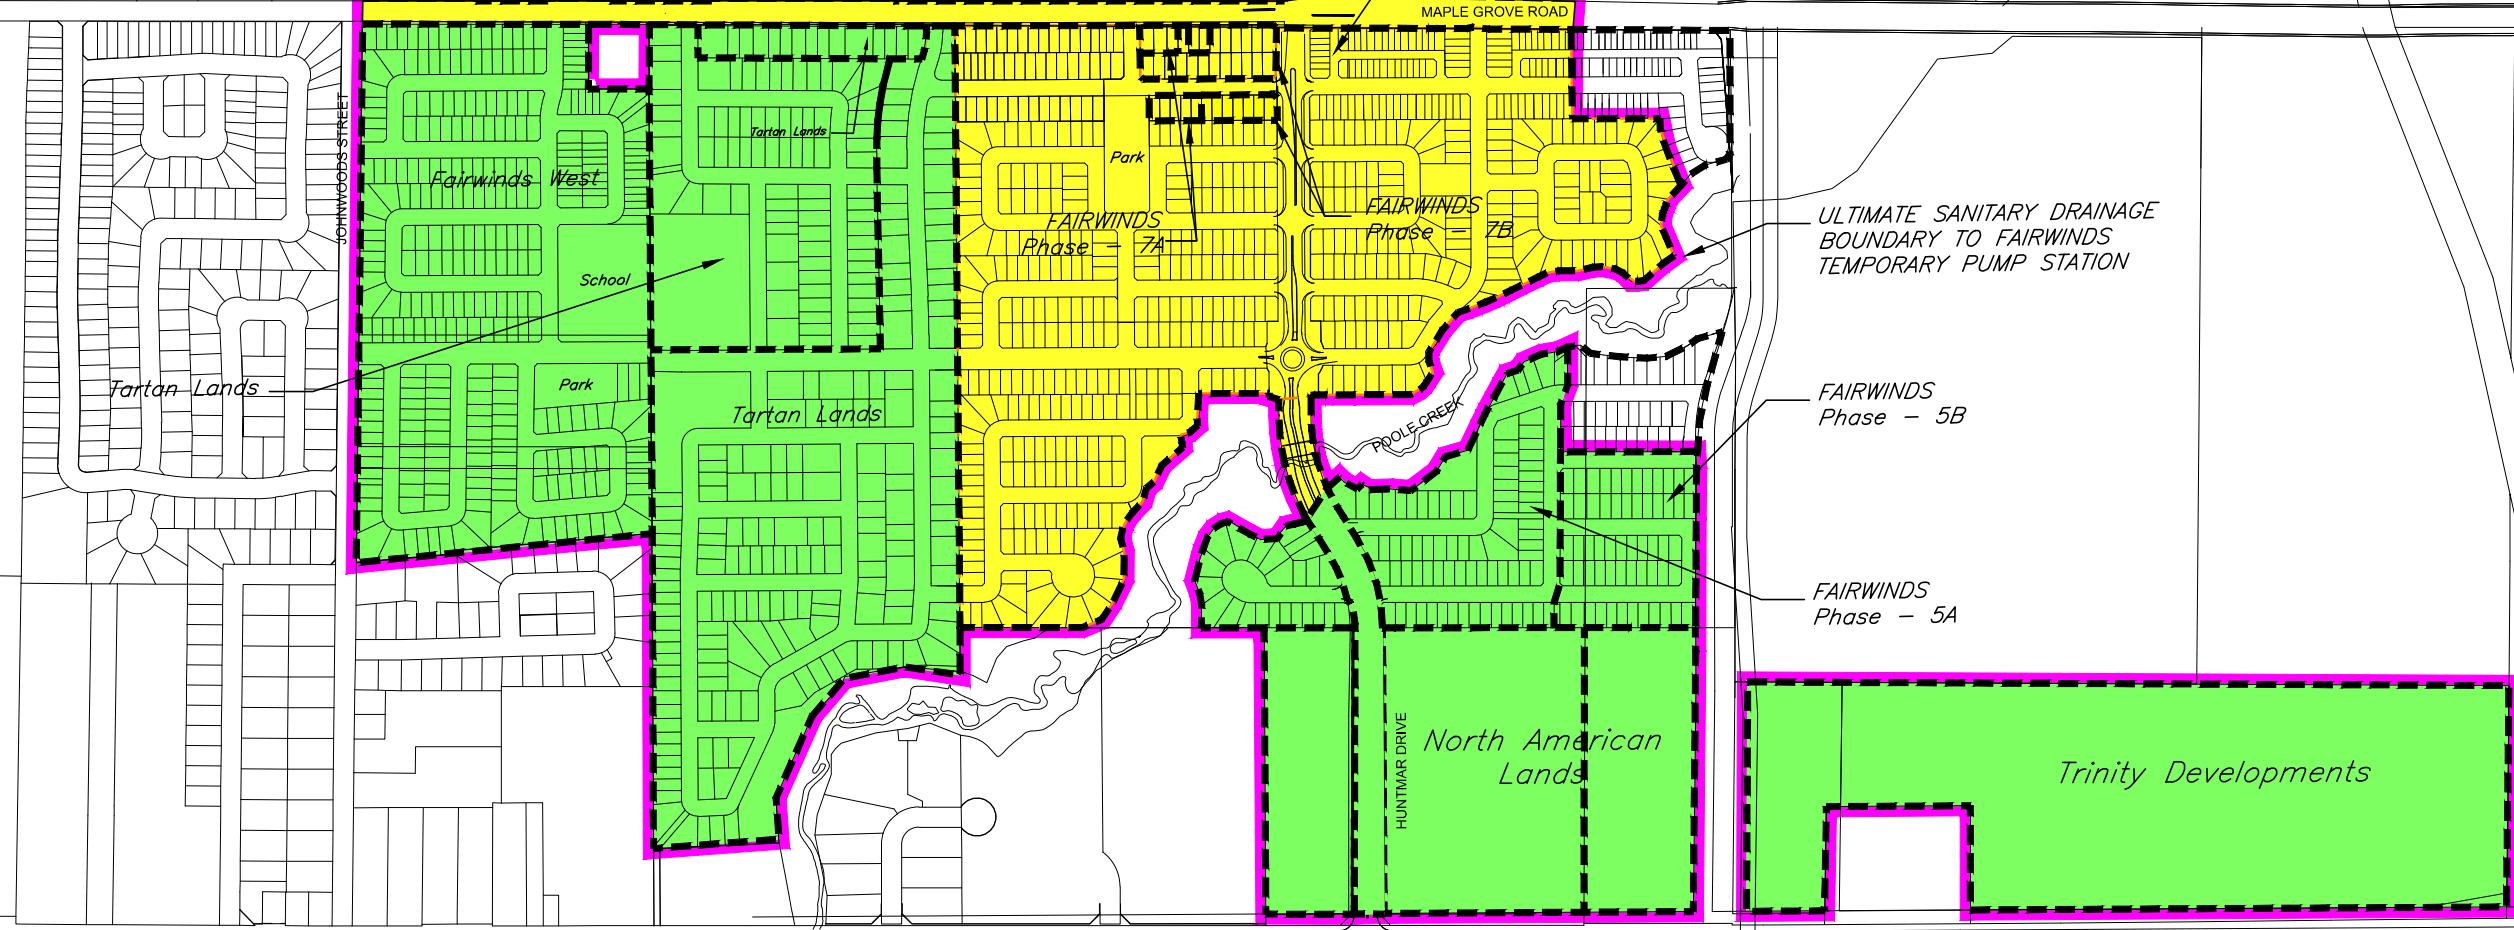 MAPLE GROVE ROAD
JOHNWOODS STREET
Tartan Lands
Park
Fairwinds West
FAIRWINDS
Phase - 7A
FAIRWINDS
Phase - 7B
ULTIMATE SANITARY DRAINAGE
BOUNDARY TO FAIRWINDS
TEMPORARY PUMP STATION
School
Tartan Lands
Park
Tartan Lands
POOLE CREEK
FAIRWINDS
Phase - 5B
FAIRWINDS
Phase - 5A
HUNTMAR DRIVE
North American
Lands
Trinity Developments